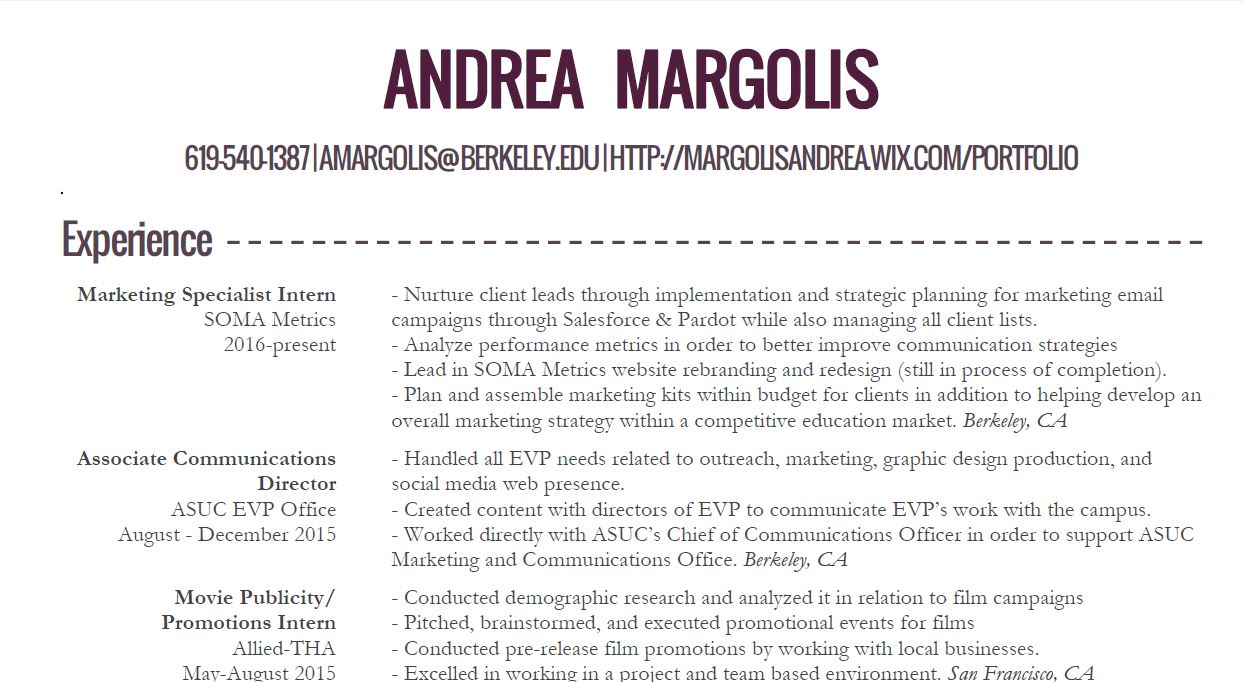 ANDREA MARGOLIS
619-540-1387|AMARGOLIS@BERKELEY.EDU|HTTP://MARGOLISANDREA.WIX.COM/PORTFOLIO
.
Experience
Marketing Specialist Intern
SOMA Metrics
2016-present
- Nurture client leads through implementation and strategic planning for marketing email
campaigns through Salesforce & Pardot while also managing all client lists.
- Analyze performance metrics in order to better improve communication strategies
- Lead in SOMA Metrics website rebranding and redesign (still in process of completion).
- Plan and assemble marketing kits within budget for clients in addition to helping develop an
overall marketing strategy within a competitive education market. Berkeley, CA
Associate Communications
Director
ASUC EVP Office
August - December 2015
- Handled all EVP needs related to outreach, marketing, graphic design production, and
social media web presence.
- Created content with directors of EVP to communicate EVP’s work with the campus.
- Worked directly with ASUC’s Chief of Communications Officer in order to support ASUC
Marketing and Communications Office. Berkeley, CA
Movie Publicity/
Promotions Intern
Allied-THA
May-August 2015
- Conducted demographic research and analyzed it in relation to film campaigns
- Pitched, brainstormed, and executed promotional events for films
- Conducted pre-release film promotions by working with local businesses.
- Excelled in working in a project and team based environment. San Francisco, CA